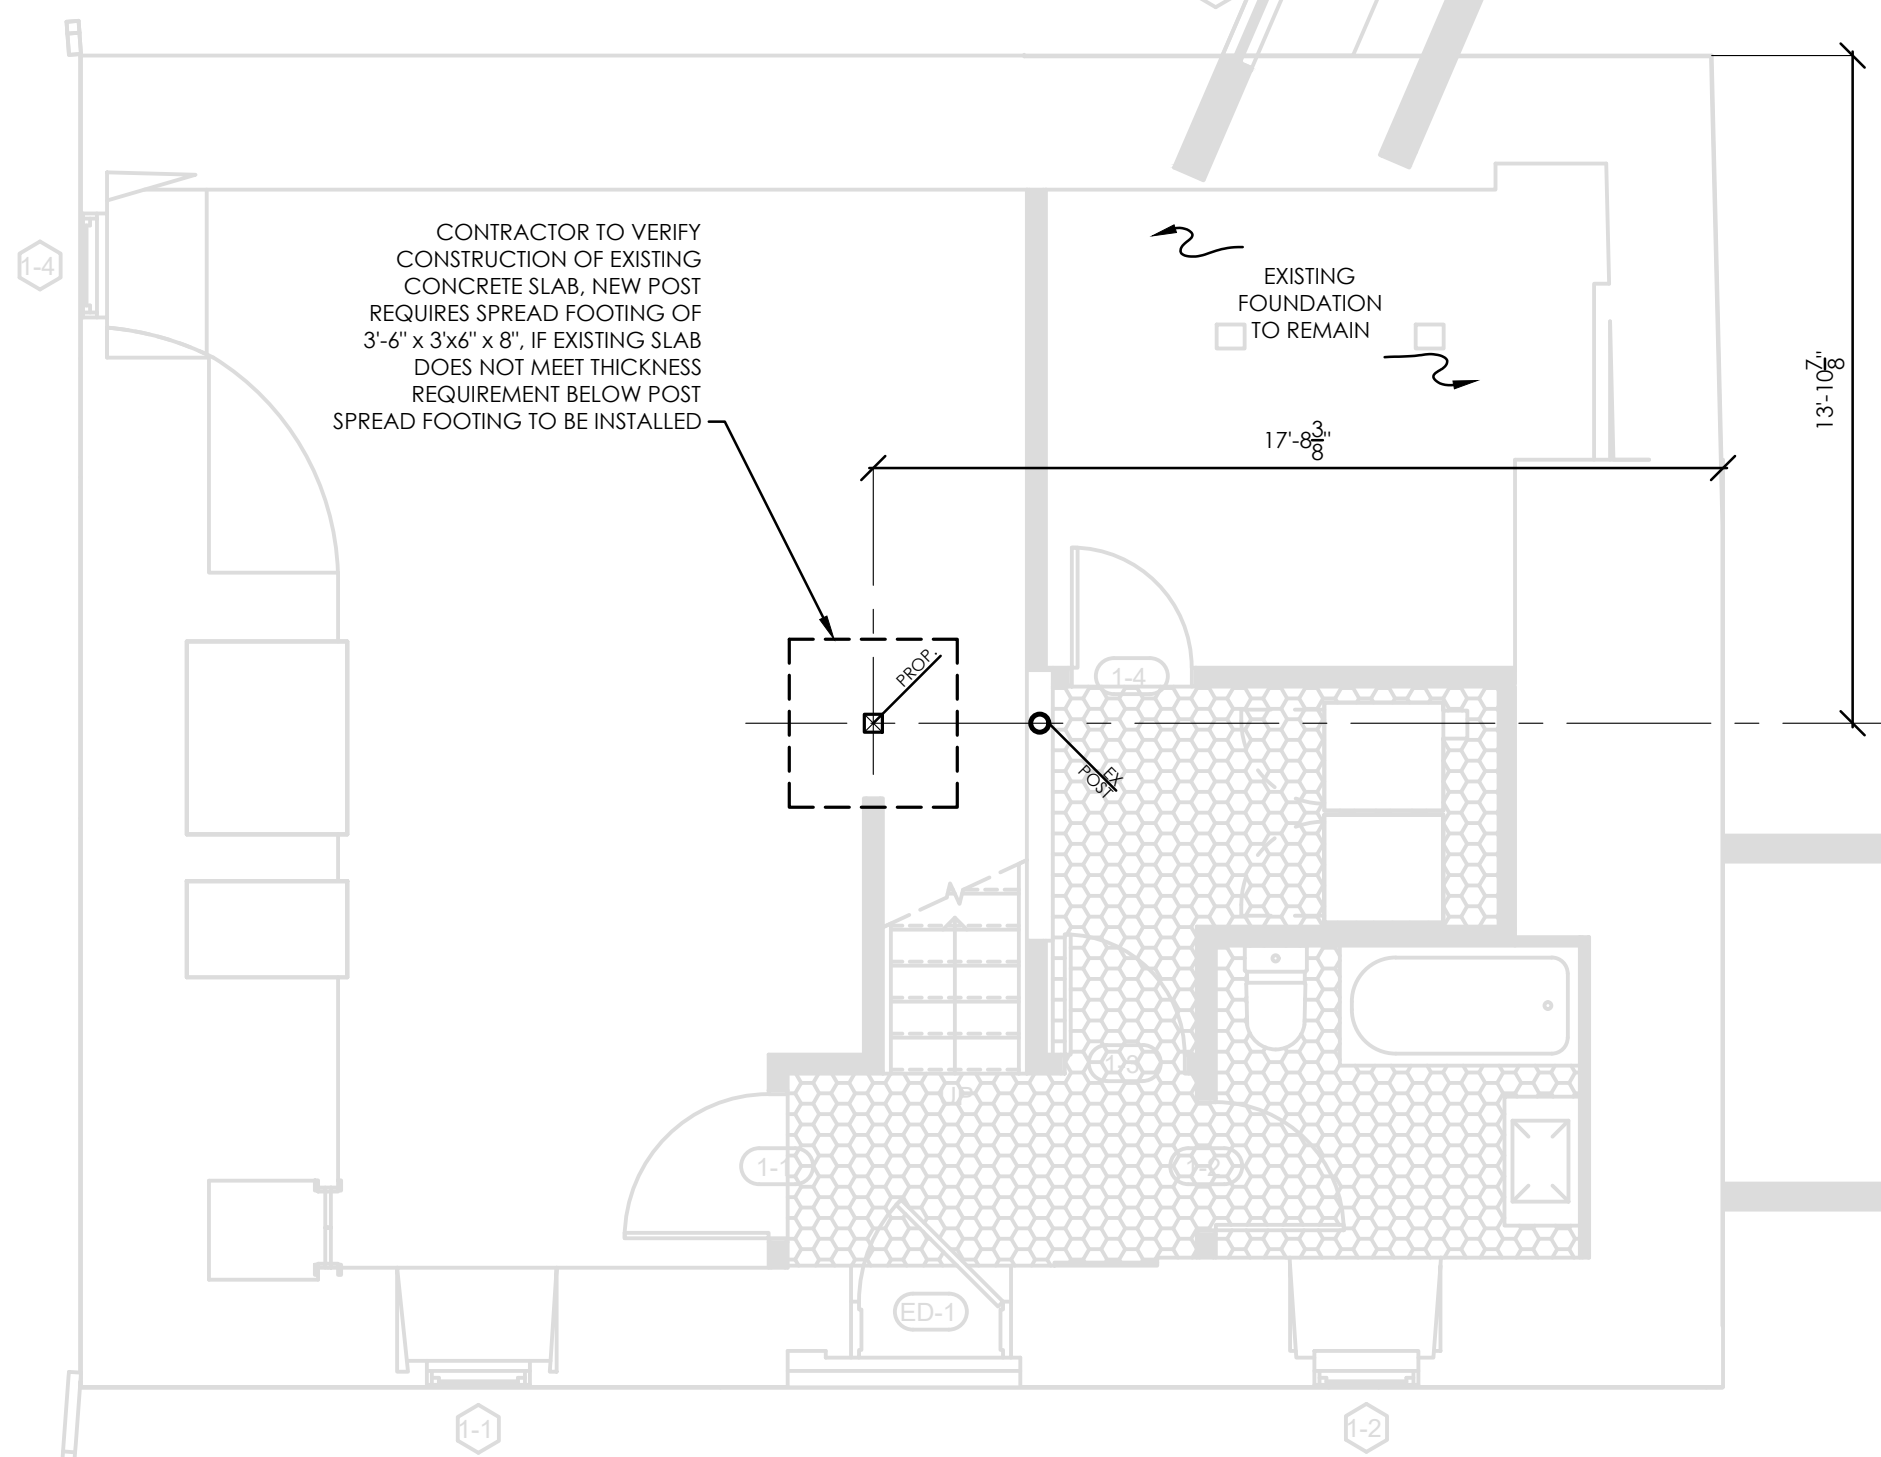 1-4
CONTRACTOR TO VERIFY
CONSTRUCTION OF EXISTING
CONCRETE SLAB, NEW POST
REQUIRES SPREAD FOOTING OF
3'-6" x 3'x6" x 8", IF EXISTING SLAB
DOES NOT MEET THICKNESS
REQUIREMENT BELOW POST
SPREAD FOOTING TO BE INSTALLED
EXISTING
FOUNDATION
TO REMAIN
13'-10 7/8"
17'-8 3/8"
PROP.
1-4
EX
POST
1-3
UP
1-1
1-2
ED-1
1-1
1-2